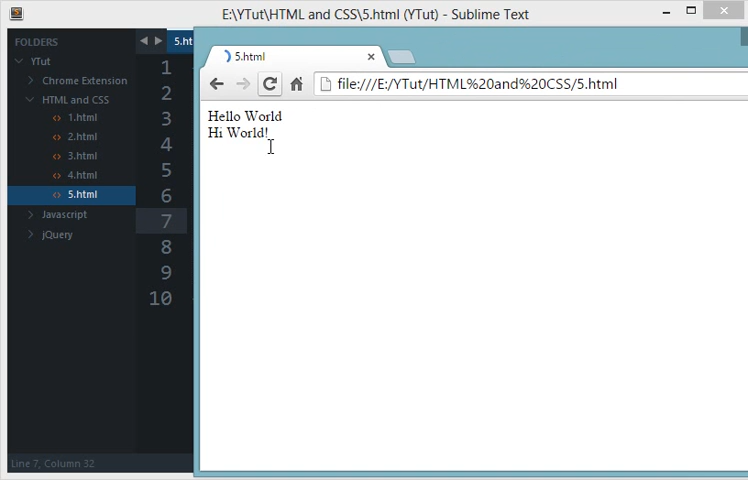 E:\YTut\HTML and CSS\5.html (YTut) - Sublime Text
FOLDERS
YTut
Chrome Extension
HTML and CSS
1.html
2.html
3.html
4.html
5.html
Javascript
jQuery
5.ht
1
2
3
4
5
6
7
8
9
10
5.html
file:///E:/YTut/HTML%20and%20CSS/5.html
Hello World
Hi World!
Line 7, Column 32